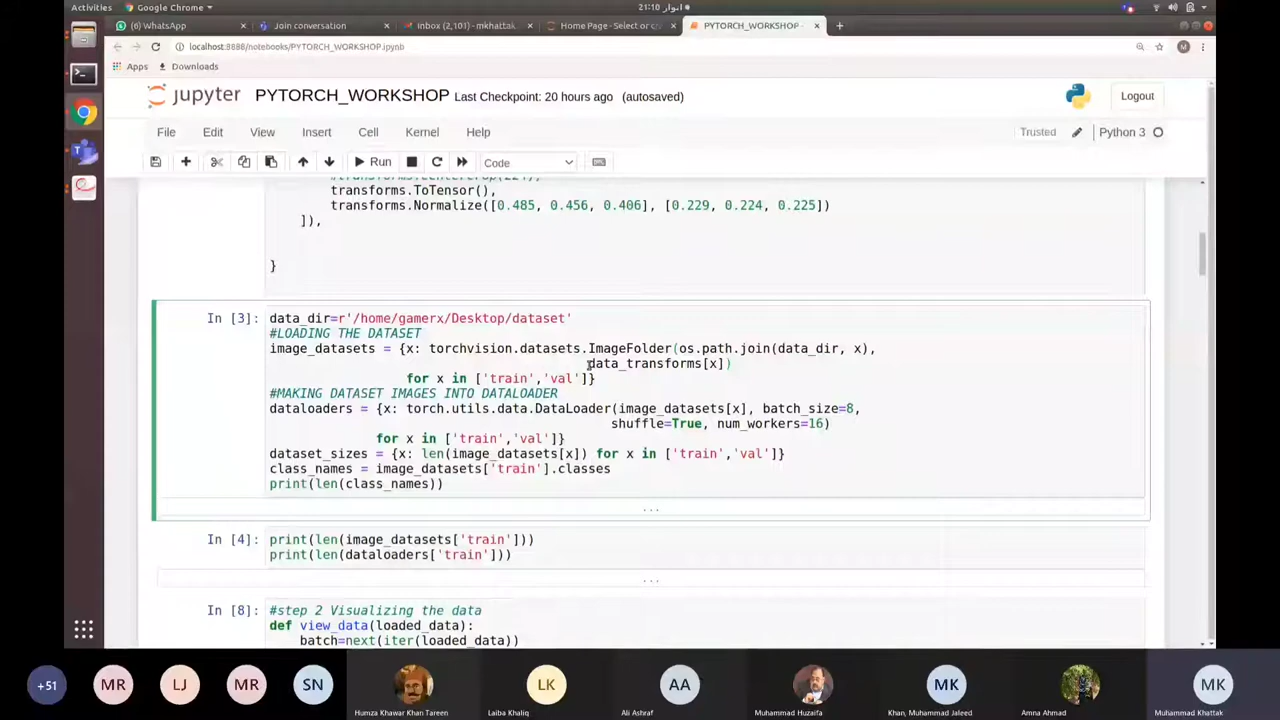 Activities
Google Chrome
21:10 اتوار
(6) WhatsApp
Join conversation
Inbox (2,101) - mkhattak
Home Page - Select or c
PYTORCH_WORKSHOP -
localhost:8888/notebooks/PYTORCH_WORKSHOP.ipynb
M
Apps
Downloads
jupyter
PYTORCH_WORKSHOP
Last Checkpoint: 20 hours ago
(autosaved)
Logout
File
Edit
View
Insert
Cell
Kernel
Help
Trusted
Python 3
Run
Code
#transforms.CenterCrop(224),
transforms.ToTensor(),
transforms.Normalize([0.485, 0.456, 0.406], [0.229, 0.224, 0.225])
]),
}
In [3]:
data_dir=r'/home/gamerx/Desktop/dataset'
#LOADING THE DATASET
image_datasets = {x: torchvision.datasets.ImageFolder(os.path.join(data_dir, x),
data_transforms[x])
for x in ['train','val']}
#MAKING DATASET IMAGES INTO DATALOADER
dataloaders = {x: torch.utils.data.DataLoader(image_datasets[x], batch_size=8,
shuffle=True, num_workers=16)
for x in ['train','val']}
dataset_sizes = {x: len(image_datasets[x]) for x in ['train','val']}
class_names = image_datasets['train'].classes
print(len(class_names))
...
In [4]:
print(len(image_datasets['train']))
print(len(dataloaders['train']))
...
In [8]:
#step 2 Visualizing the data
def view_data(loaded_data):
batch=next(iter(loaded_data))
+51
MR
LJ
MR
SN
Humza Khawar Khan Tareen
LK
Laiba Khaliq
AA
Ali Ashraf
Muhammad Huzaifa
MK
Khan, Muhammad Jaleed
Amna Ahmad
MK
Muhammad Khattak